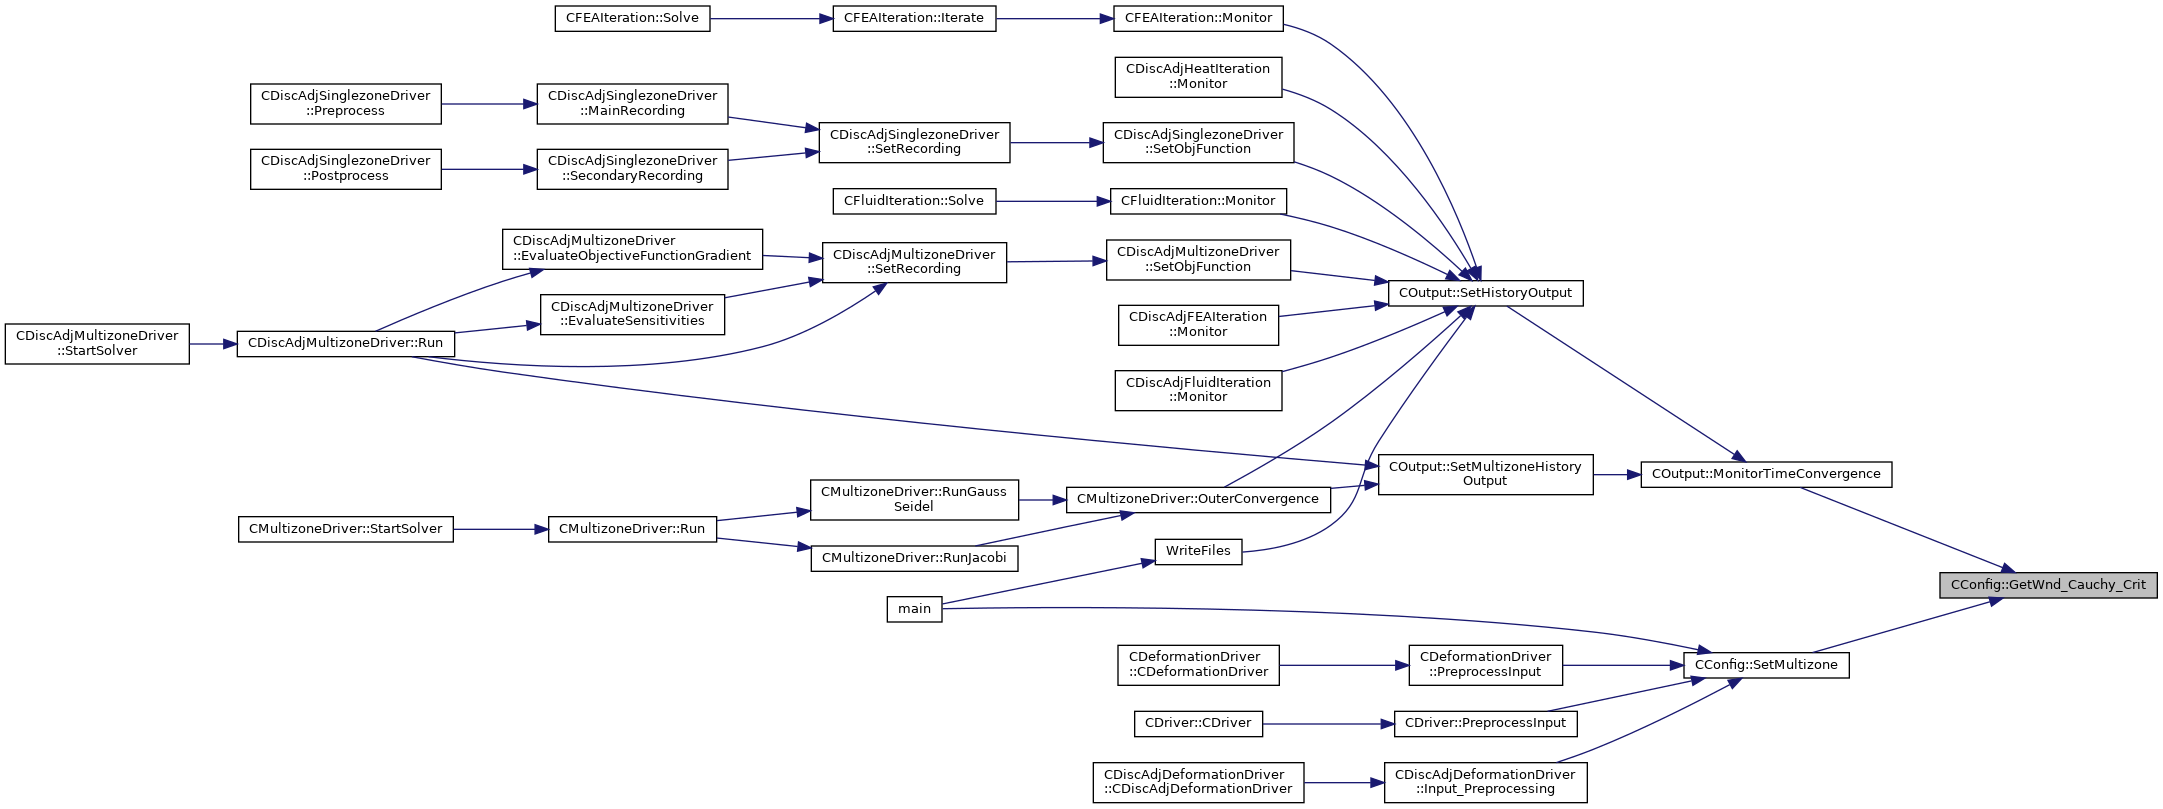 CFEAIteration::Solve
CFEAIteration::Iterate
CFEAIteration::Monitor
CDiscAdjHeatIteration
::Monitor
CDiscAdjSinglezoneDriver
::Preprocess
CDiscAdjSinglezoneDriver
::MainRecording
CDiscAdjSinglezoneDriver
::SetRecording
CDiscAdjSinglezoneDriver
::SetObjFunction
CDiscAdjSinglezoneDriver
::Postprocess
CDiscAdjSinglezoneDriver
::SecondaryRecording
CFluidIteration::Solve
CFluidIteration::Monitor
CDiscAdjMultizoneDriver
::EvaluateObjectiveFunctionGradient
CDiscAdjMultizoneDriver
::SetRecording
CDiscAdjMultizoneDriver
::SetObjFunction
COutput::SetHistoryOutput
CDiscAdjMultizoneDriver
::EvaluateSensitivities
CDiscAdjFEAIteration
::Monitor
CDiscAdjMultizoneDriver
::StartSolver
CDiscAdjMultizoneDriver::Run
CDiscAdjFluidIteration
::Monitor
COutput::SetMultizoneHistory
Output
COutput::MonitorTimeConvergence
CMultizoneDriver::RunGauss
Seidel
CMultizoneDriver::OuterConvergence
CMultizoneDriver::StartSolver
CMultizoneDriver::Run
CMultizoneDriver::RunJacobi
WriteFiles
CConfig::GetWnd_Cauchy_Crit
main
CDeformationDriver
::CDeformationDriver
CDeformationDriver
::PreprocessInput
CConfig::SetMultizone
CDriver::CDriver
CDriver::PreprocessInput
CDiscAdjDeformationDriver
::CDiscAdjDeformationDriver
CDiscAdjDeformationDriver
::Input_Preprocessing